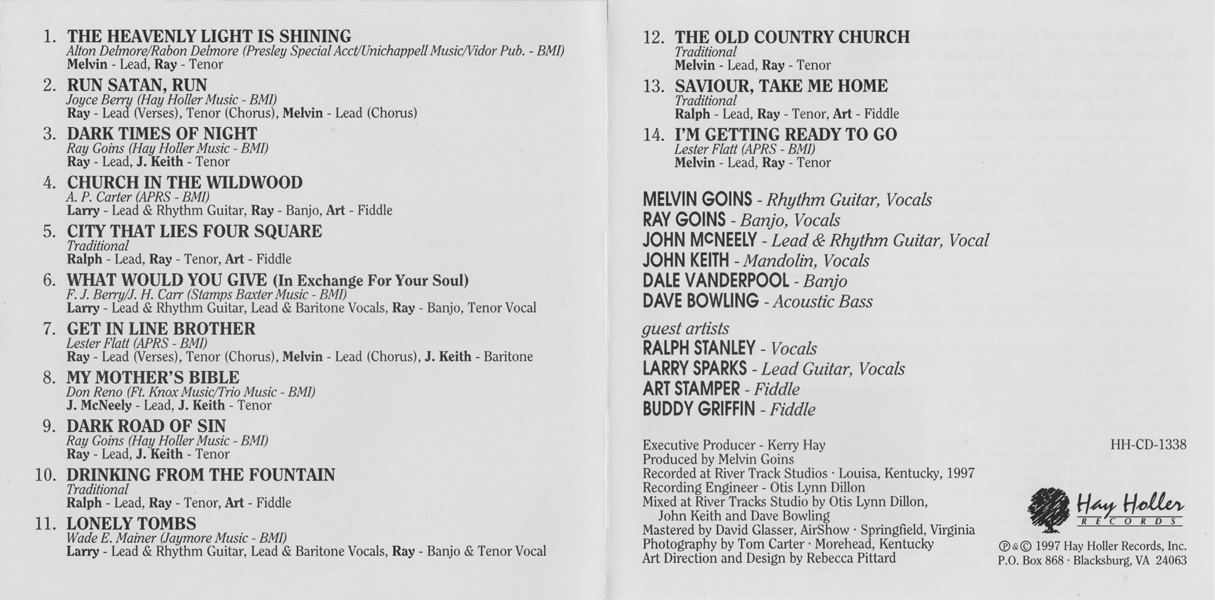 1. THE HEAVENLY LIGHT IS SHINING
Alton Delmore/Rabon Delmore (Presley Special Acct/Unichappell Music/Vidor Pub. - BMI)
Melvin - Lead, Ray - Tenor
2. RUN SATAN, RUN
Joyce Berry (Hay Holler Music - BMI)
Ray - Lead (Verses), Tenor (Chorus), Melvin - Lead (Chorus)
3. DARK TIMES OF NIGHT
Ray Goins (Hay Holler Music - BMI)
Ray - Lead, J. Keith - Tenor
4. CHURCH IN THE WILDWOOD
A. P. Carter (APRS - BMI)
Larry - Lead & Rhythm Guitar, Ray - Banjo, Art - Fiddle
5. CITY THAT LIES FOUR SQUARE
Traditional
Ralph - Lead, Ray - Tenor, Art - Fiddle
6. WHAT WOULD YOU GIVE (In Exchange For Your Soul)
F. J. Berry/J. H. Carr (Stamps Baxter Music - BMI)
Larry - Lead & Rhythm Guitar, Lead & Baritone Vocals, Ray - Banjo, Tenor Vocal
7. GET IN LINE BROTHER
Lester Flatt (APRS - BMI)
Ray - Lead (Verses), Tenor (Chorus), Melvin - Lead (Chorus), J. Keith - Baritone
8. MY MOTHER'S BIBLE
Don Reno (Ft. Knox Music/Trio Music - BMI)
J. McNeely - Lead, J. Keith - Tenor
9. DARK ROAD OF SIN
Ray Goins (Hay Holler Music - BMI)
Ray - Lead, J. Keith - Tenor
10. DRINKING FROM THE FOUNTAIN
Traditional
Ralph - Lead, Ray - Tenor, Art - Fiddle
11. LONELY TOMBS
Wade E. Mainer (Jaymore Music - BMI)
Larry - Lead & Rhythm Guitar, Lead & Baritone Vocals, Ray - Banjo & Tenor Vocal
12. THE OLD COUNTRY CHURCH
Traditional
Melvin - Lead, Ray - Tenor
13. SAVIOUR, TAKE ME HOME
Traditional
Ralph - Lead, Ray - Tenor, Art - Fiddle
14. I'M GETTING READY TO GO
Lester Flatt (APRS - BMI)
Melvin - Lead, Ray - Tenor
MELVIN GOINS - Rhythm Guitar, Vocals
RAY GOINS - Banjo, Vocals
JOHN McNEELY - Lead & Rhythm Guitar, Vocal
JOHN KEITH - Mandolin, Vocals
DALE VANDERPOOL - Banjo
DAVE BOWLING - Acoustic Bass
guest artists
RALPH STANLEY - Vocals
LARRY SPARKS - Lead Guitar, Vocals
ART STAMPER - Fiddle
BUDDY GRIFFIN - Fiddle
Executive Producer - Kerry Hay
Produced by Melvin Goins
Recorded at River Track Studios · Louisa, Kentucky, 1997
Recording Engineer - Otis Lynn Dillon
Mixed at River Tracks Studio by Otis Lynn Dillon,
John Keith and Dave Bowling
Mastered by David Glasser, AirShow · Springfield, Virginia
Photography by Tom Carter · Morehead, Kentucky
Art Direction and Design by Rebecca Pittard
HH-CD-1338
Hay Holler
RECORDS
℗ & © 1997 Hay Holler Records, Inc.
P.O. Box 868 · Blacksburg, VA 24063